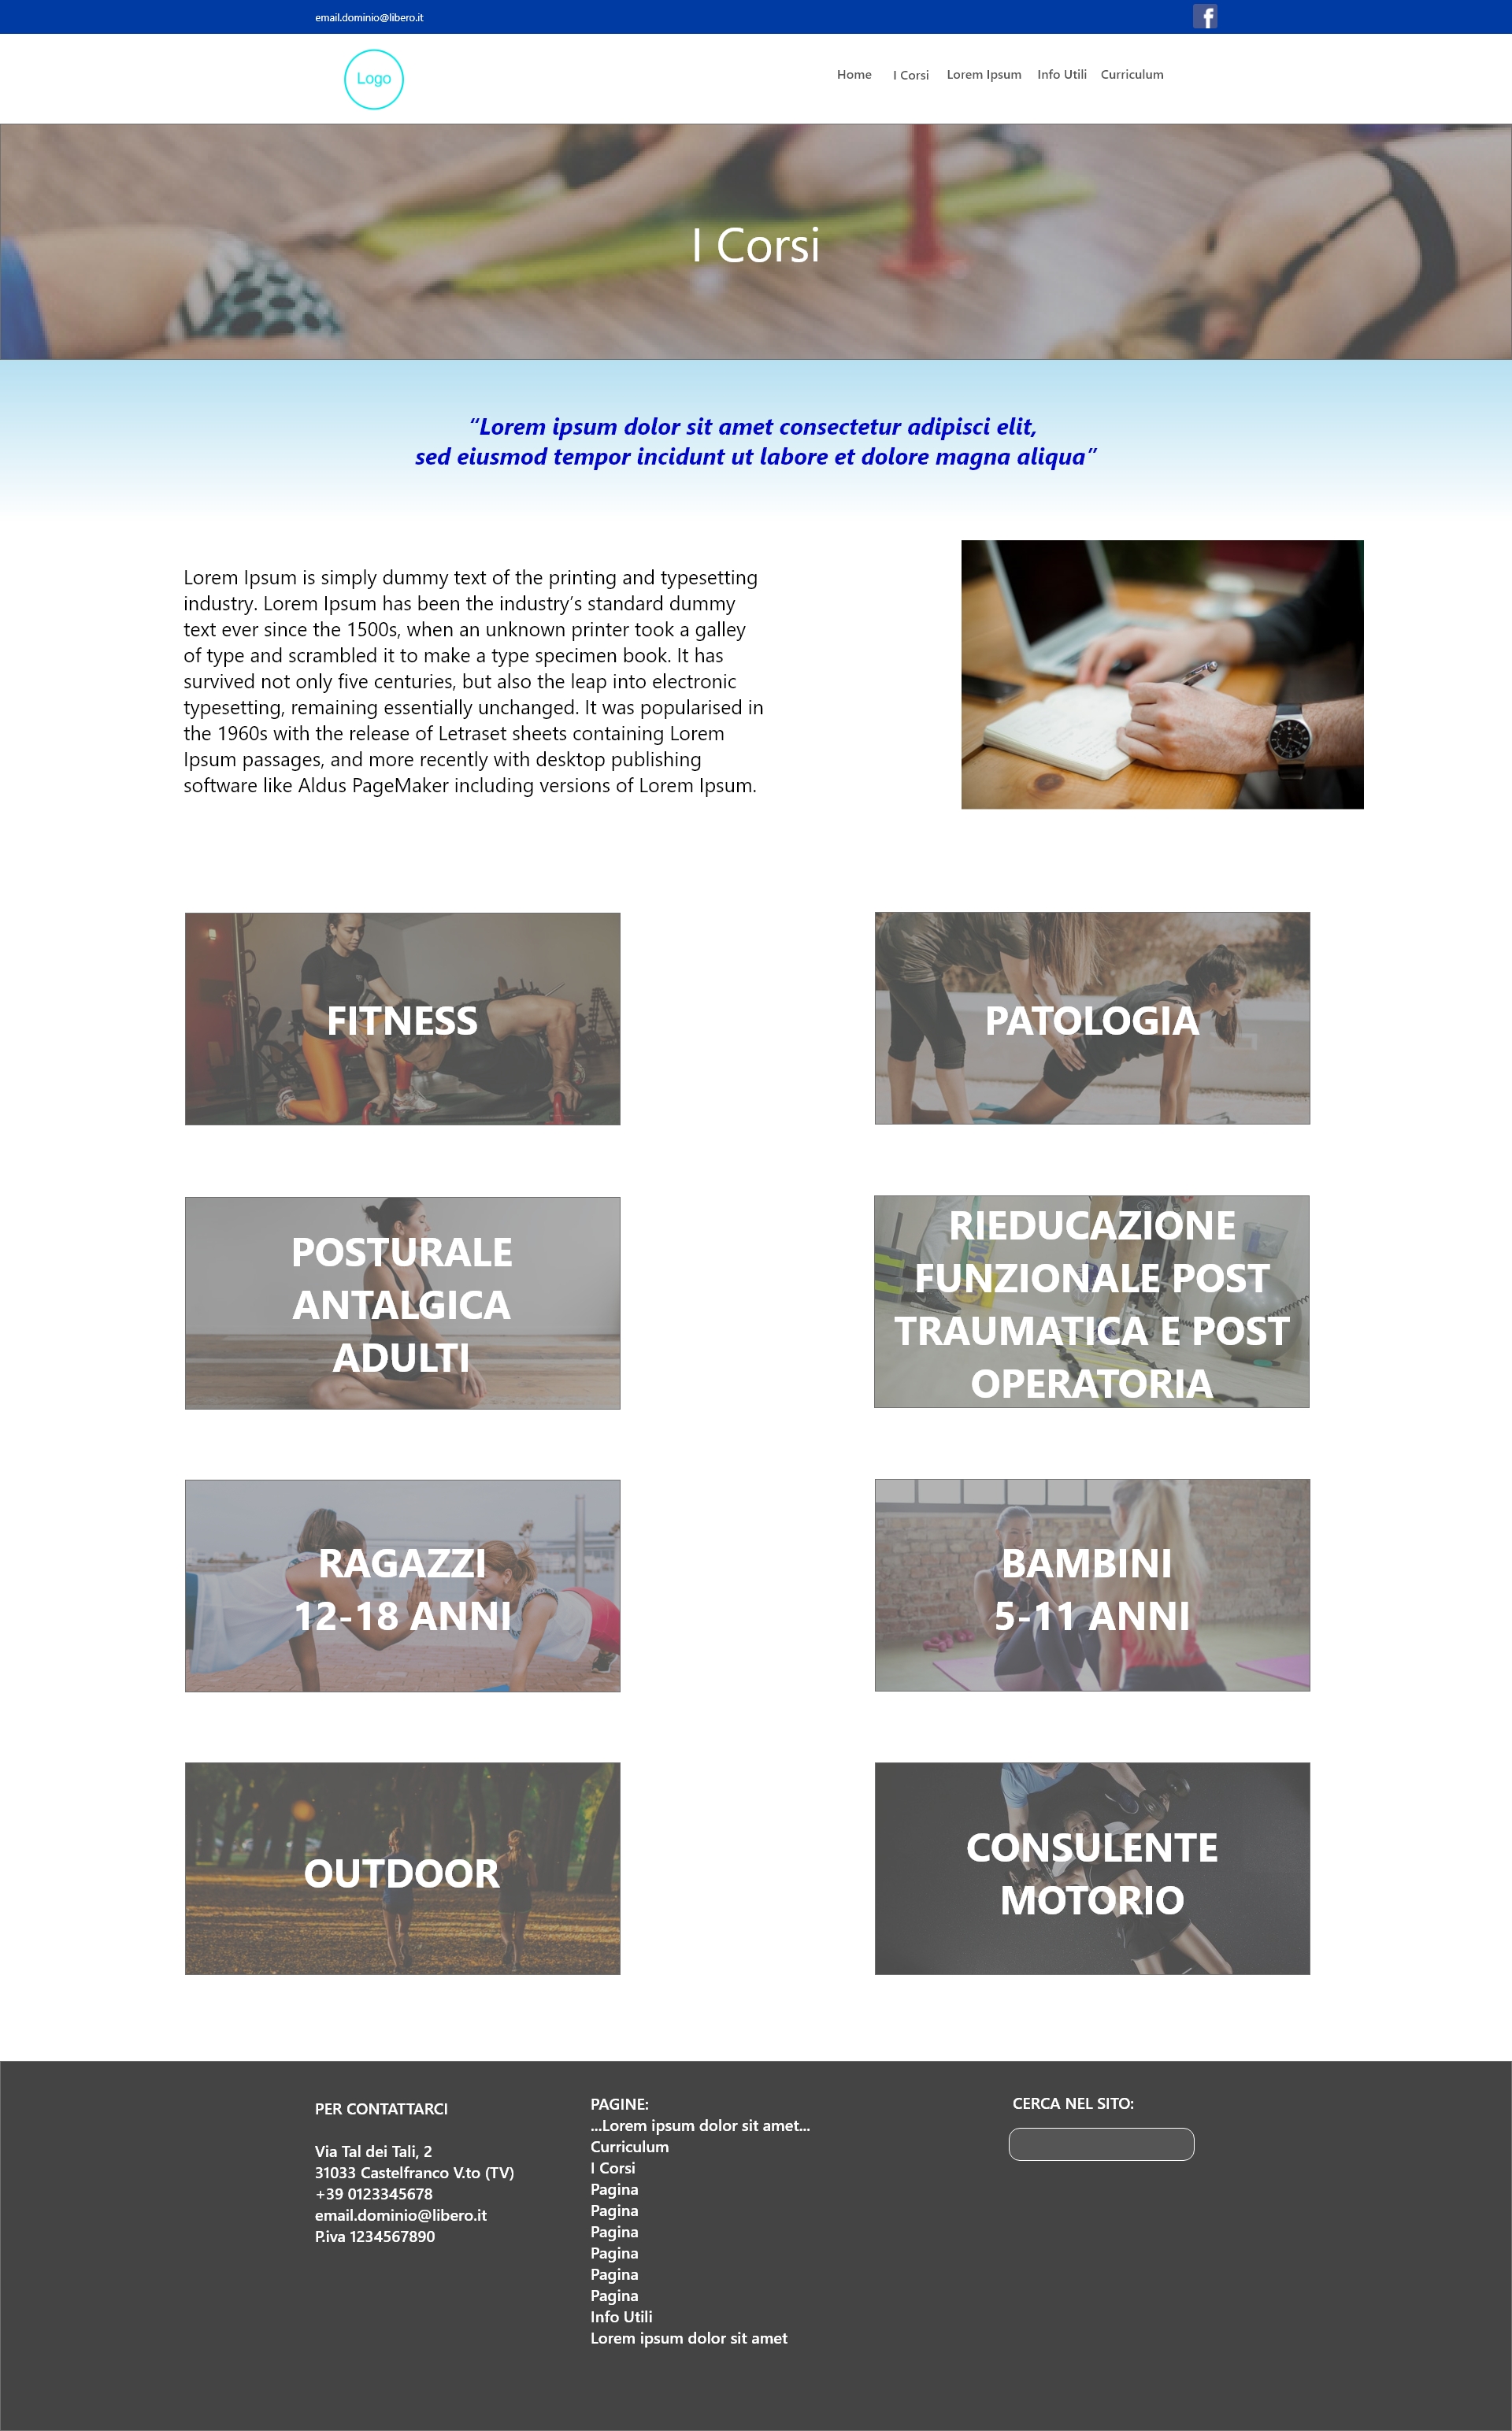 email.dominio@libero.it
f
Logo
Home I Corsi Lorem Ipsum Info Utili Curriculum
I Corsi
“Lorem ipsum dolor sit amet consectetur adipisci elit,
sed eiusmod tempor incidunt ut labore et dolore magna aliqua”
Lorem Ipsum is simply dummy text of the printing and typesetting
industry. Lorem Ipsum has been the industry’s standard dummy
text ever since the 1500s, when an unknown printer took a galley
of type and scrambled it to make a type specimen book. It has
survived not only five centuries, but also the leap into electronic
typesetting, remaining essentially unchanged. It was popularised in
the 1960s with the release of Letraset sheets containing Lorem
Ipsum passages, and more recently with desktop publishing
software like Aldus PageMaker including versions of Lorem Ipsum.
FITNESS
PATOLOGIA
POSTURALE
ANTALGICA
ADULTI
RIEDUCAZIONE
FUNZIONALE POST
TRAUMATICA E POST
OPERATORIA
RAGAZZI
12-18 ANNI
BAMBINI
5-11 ANNI
OUTDOOR
CONSULENTE
MOTORIO
PER CONTATTARCI
Via Tal dei Tali, 2
31033 Castelfranco V.to (TV)
+39 0123345678
email.dominio@libero.it
P.iva 1234567890
PAGINE:
...Lorem ipsum dolor sit amet...
Curriculum
I Corsi
Pagina
Pagina
Pagina
Pagina
Pagina
Pagina
Info Utili
Lorem ipsum dolor sit amet
CERCA NEL SITO: